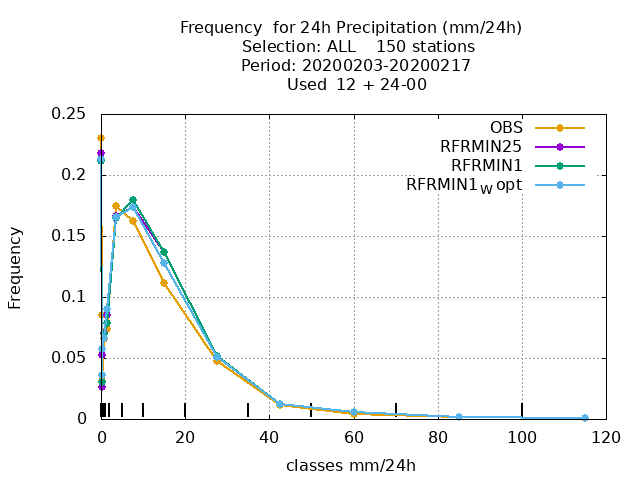 Frequency  for 24h Precipitation (mm/24h)
Selection: ALL    150 stations
Period: 20200203-20200217
Used  12 + 24-00
OBS
RFRMIN25
RFRMIN1
RFRMIN1w opt
Frequency
0.25
0.2
0.15
0.1
0.05
0
0 20 40 60 80 100 120
classes mm/24h